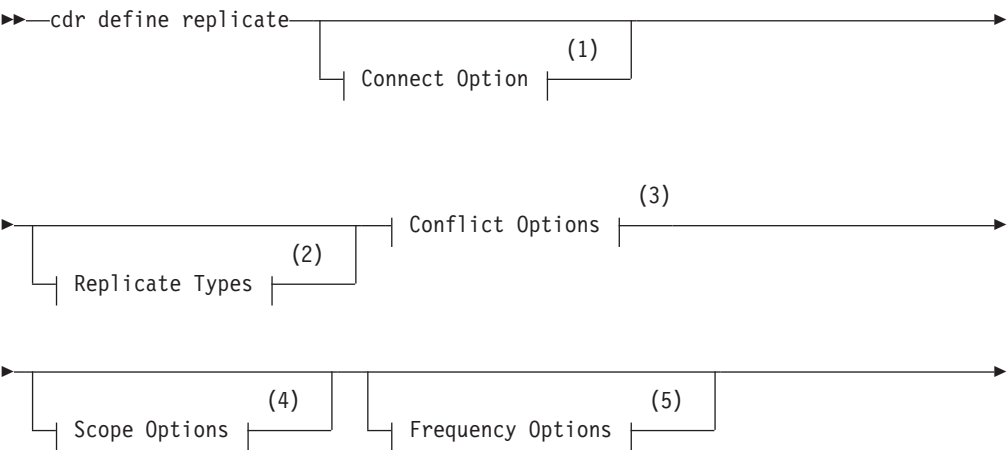 cdr define replicate
(1)
Connect Option
(3)
Conflict Options
(2)
Replicate Types
(4)
(5)
Scope Options
Frequency Options